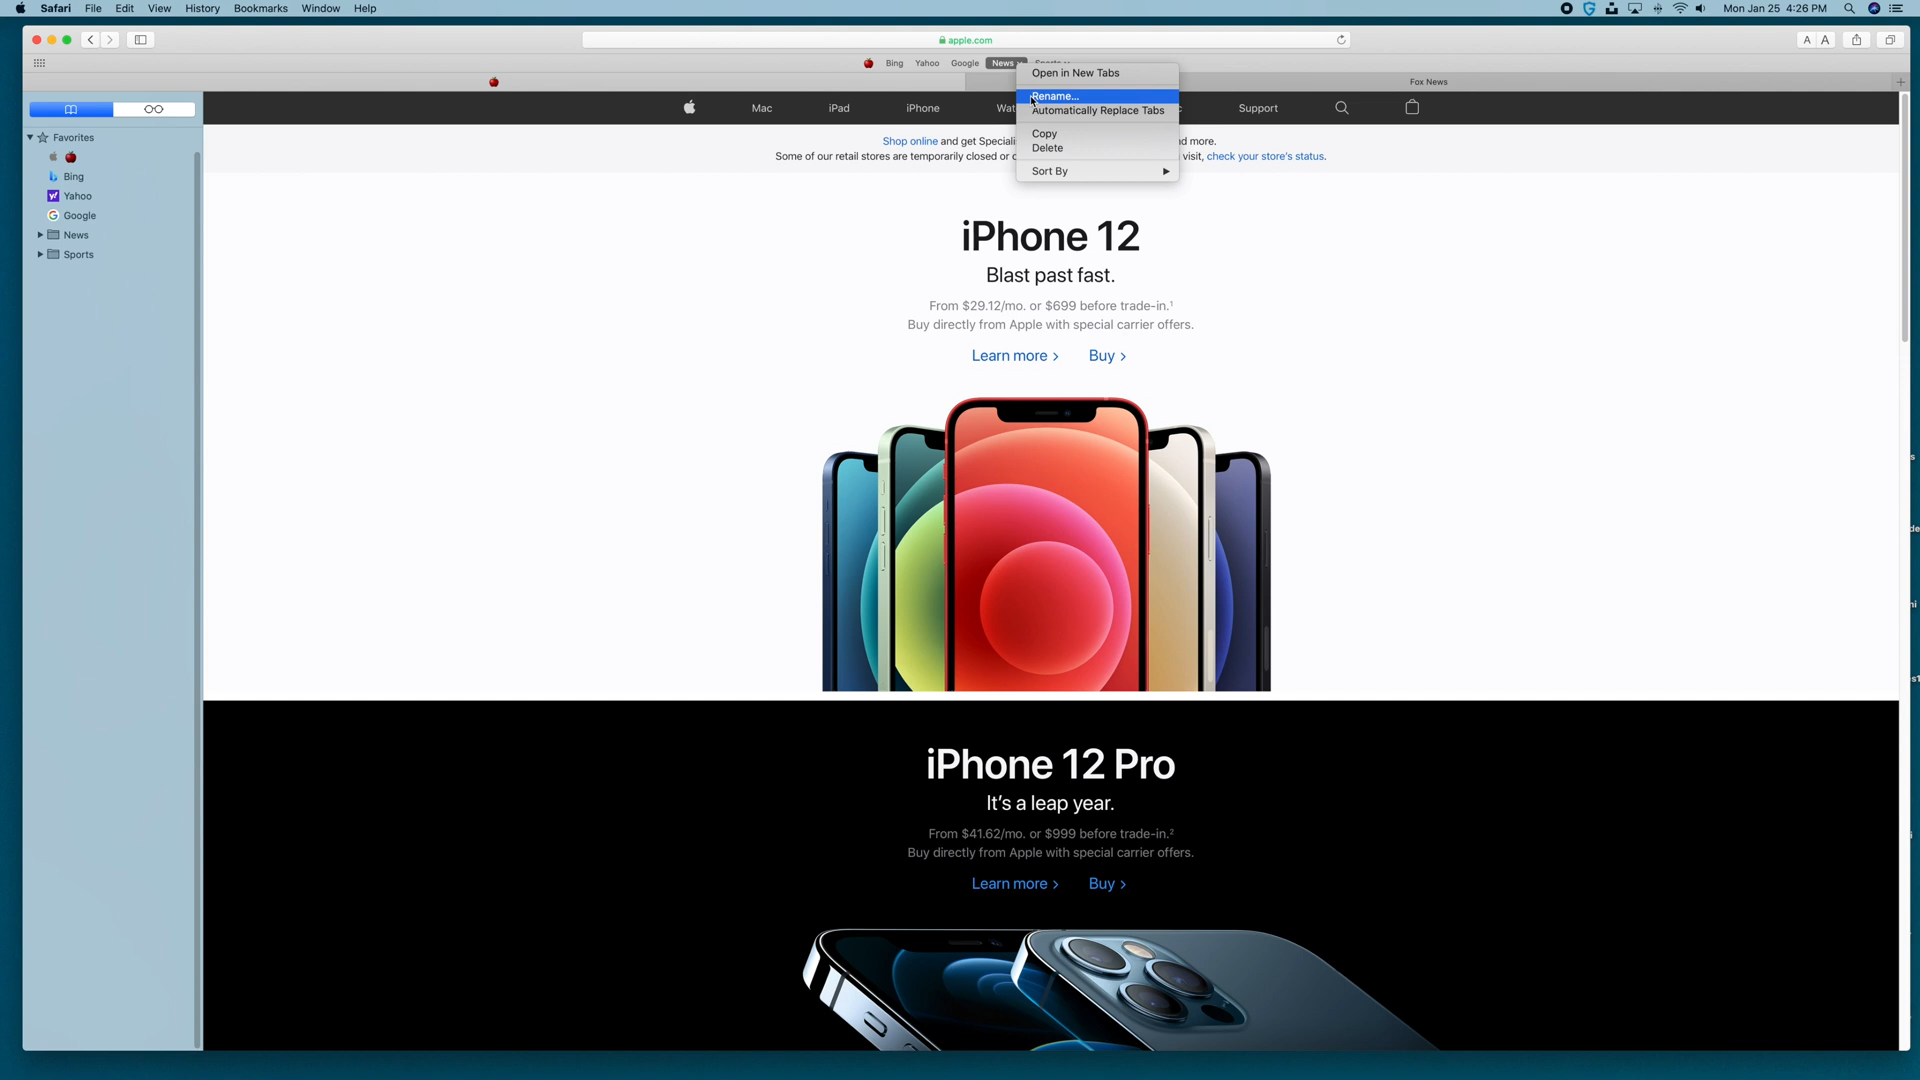 Safari File Edit View History Bookmarks Window Help
Mon Jan 25 4:26 PM
apple.com
A A
Bing Yahoo Google News
Fox News
Open in New Tabs
Rename...
Automatically Replace Tabs
Copy
Delete
Sort By
Favorites
Bing
Yahoo
Google
News
Sports
Mac iPad iPhone Support
Shop online and get
Some of our retail stores are temporarily closed or visit, check your store's status.
iPhone 12
Blast past fast.
From $29.12/mo. or $699 before trade-in.¹
Buy directly from Apple with special carrier offers.
Learn more > Buy >
iPhone 12 Pro
It's a leap year.
From $41.62/mo. or $999 before trade-in.²
Buy directly from Apple with special carrier offers.
Learn more > Buy >